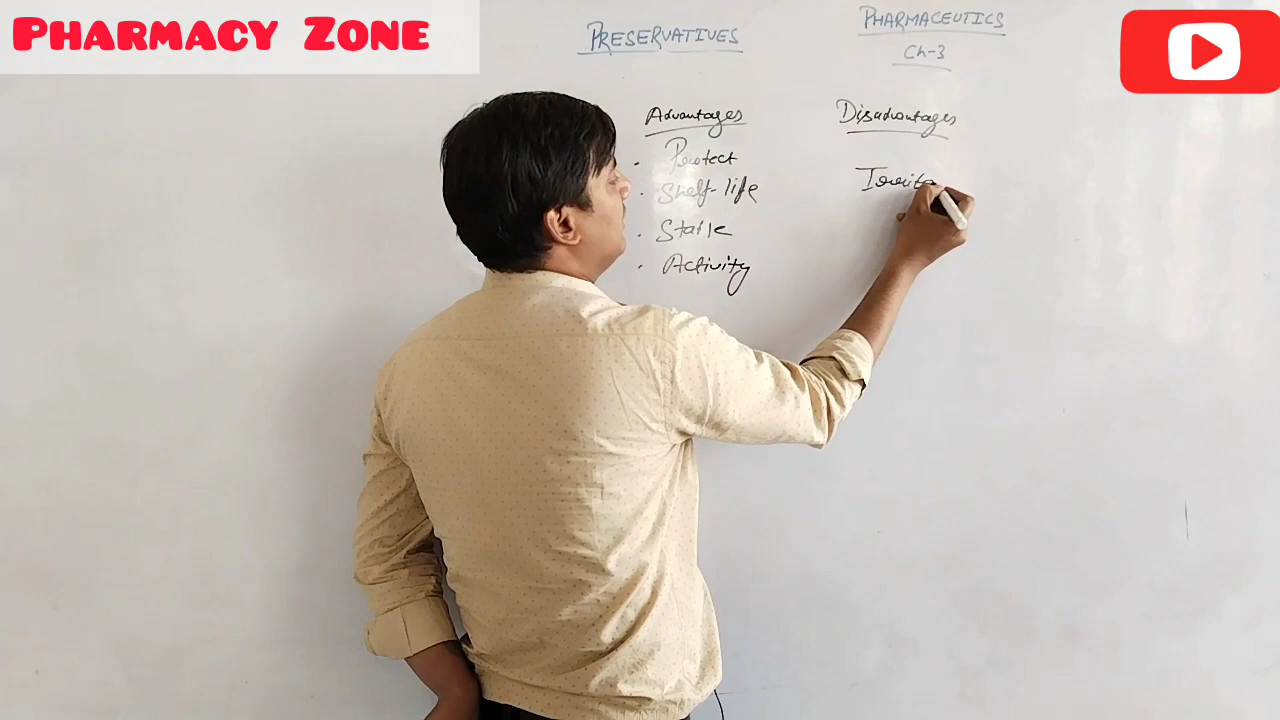 PHARMACY ZONE
PRESERVATIVES
PHARMACEUTICS
Ch-3
Advantages
• Protect
• Shelf-life
• Stable
• Activity
Disadvantages
Irrita